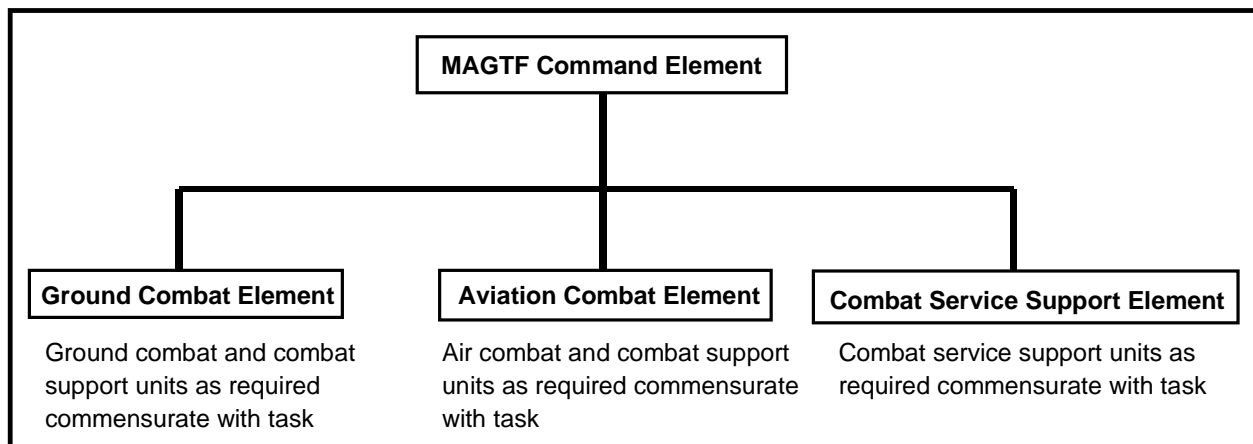 MAGTF Command Element
Ground Combat Element
Ground combat and combat
support units as required
commensurate with task
Aviation Combat Element
Air combat and combat support
units as required commensurate
with task
Combat Service Support Element
Combat service support units as
required commensurate with task